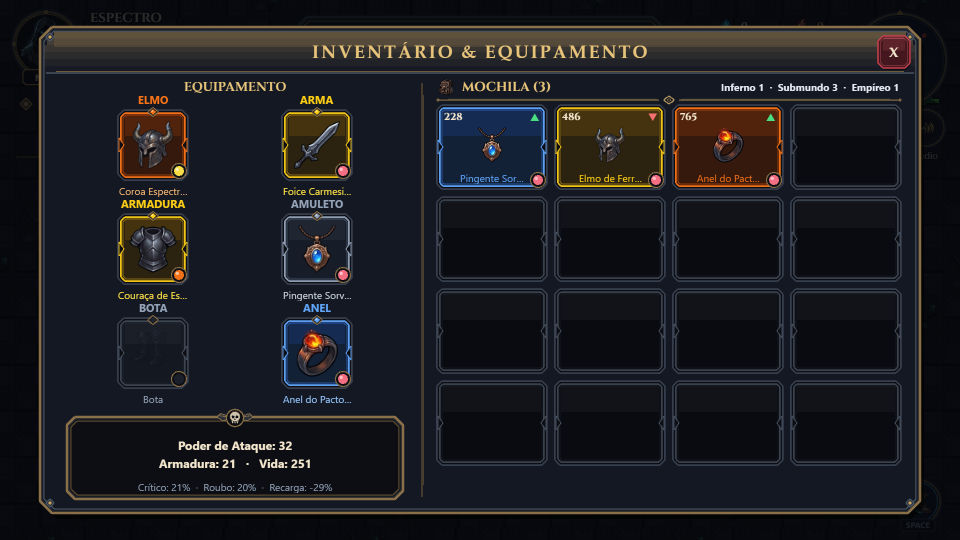 ESPECTRO
INVENTÁRIO & EQUIPAMENTO
X
EQUIPAMENTO
ELMO
ARMA
Coroa Espectr...
Foice Carmesi...
ARMADURA
AMULETO
Couraça de Es...
Pingente Sorv...
BOTA
ANEL
Bota
Anel do Pacto...
Poder de Ataque: 32
Armadura: 21 · Vida: 251
Crítico: 21% · Roubo: 20% · Recarga: -29%
MOCHILA (3)
Inferno 1 · Submundo 3 · Empíreo 1
228
486
765
Pingente Sor...
Elmo de Ferr...
Anel do Pact...
SPACE